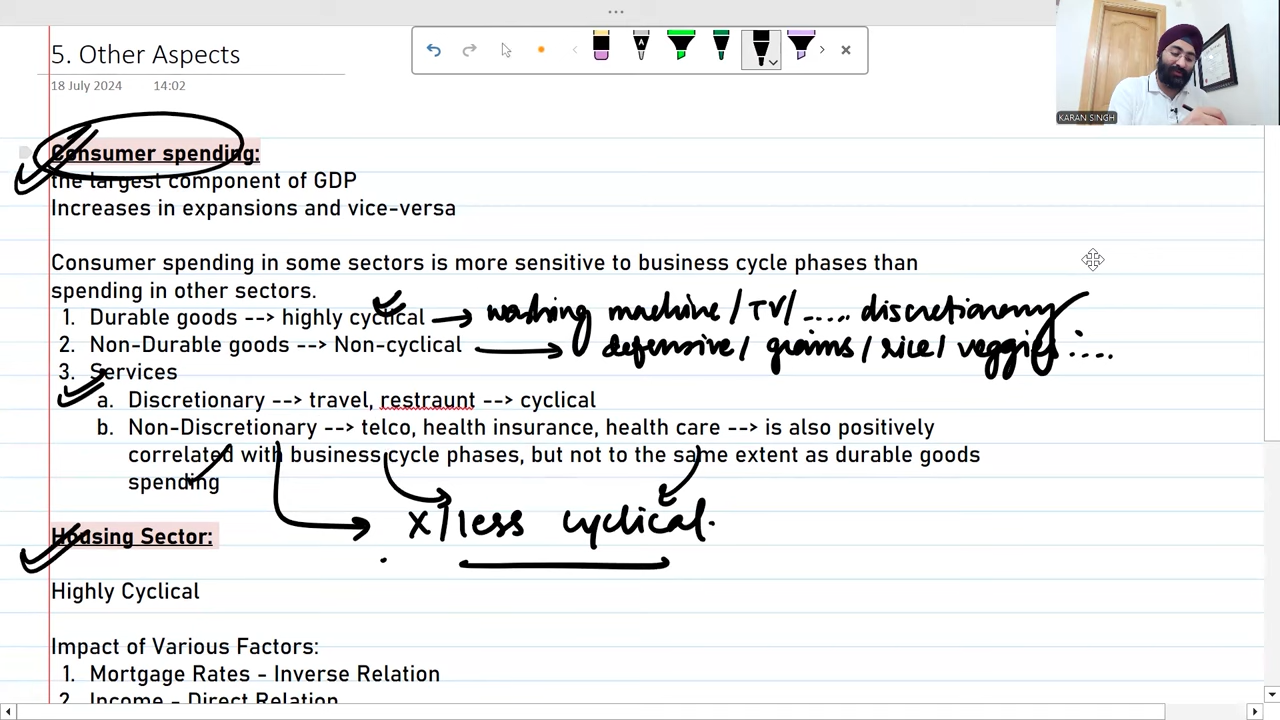 5. Other Aspects
18 July 2024 14:02
KARAN SINGH
Consumer spending:
the largest component of GDP
Increases in expansions and vice-versa
Consumer spending in some sectors is more sensitive to business cycle phases than
spending in other sectors.
1. Durable goods --> highly cyclical → washing machine / TV / ..... discretionary
2. Non-Durable goods --> Non-cyclical → defensive / grains / rice / veggies ....
3. Services
a. Discretionary --> travel, restraunt --> cyclical
b. Non-Discretionary --> telco, health insurance, health care --> is also positively
correlated with business cycle phases, but not to the same extent as durable goods
spending
x / less cyclical.
Housing Sector:
Highly Cyclical
Impact of Various Factors:
1. Mortgage Rates - Inverse Relation
2. Income - Direct Relation